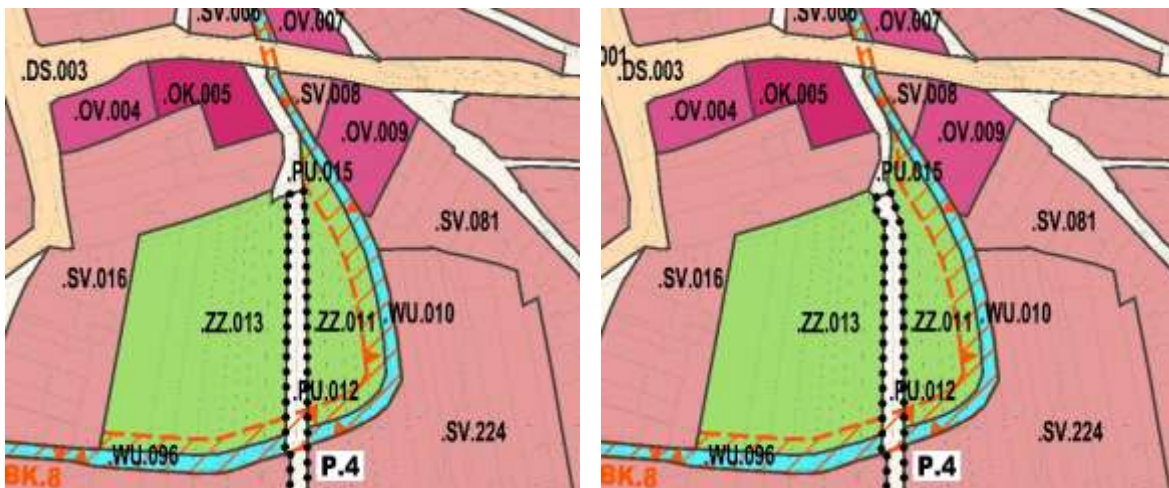 .SV.006
.OV.007
.DS.003
.OK.005
.SV.008
.OV.004
.OV.009
.PU.015
.SV.081
.SV.016
.ZZ.013
.ZZ.011
.WU.010
.PU.012
.SV.224
.WU.096
BK.8
P.4
.SV.006
.OV.007
001
.DS.003
.OK.005
.SV.008
.OV.004
.OV.009
.PU.015
.SV.081
.SV.016
.ZZ.013
.ZZ.011
.WU.010
.PU.012
.SV.224
.WU.096
BK.8
P.4